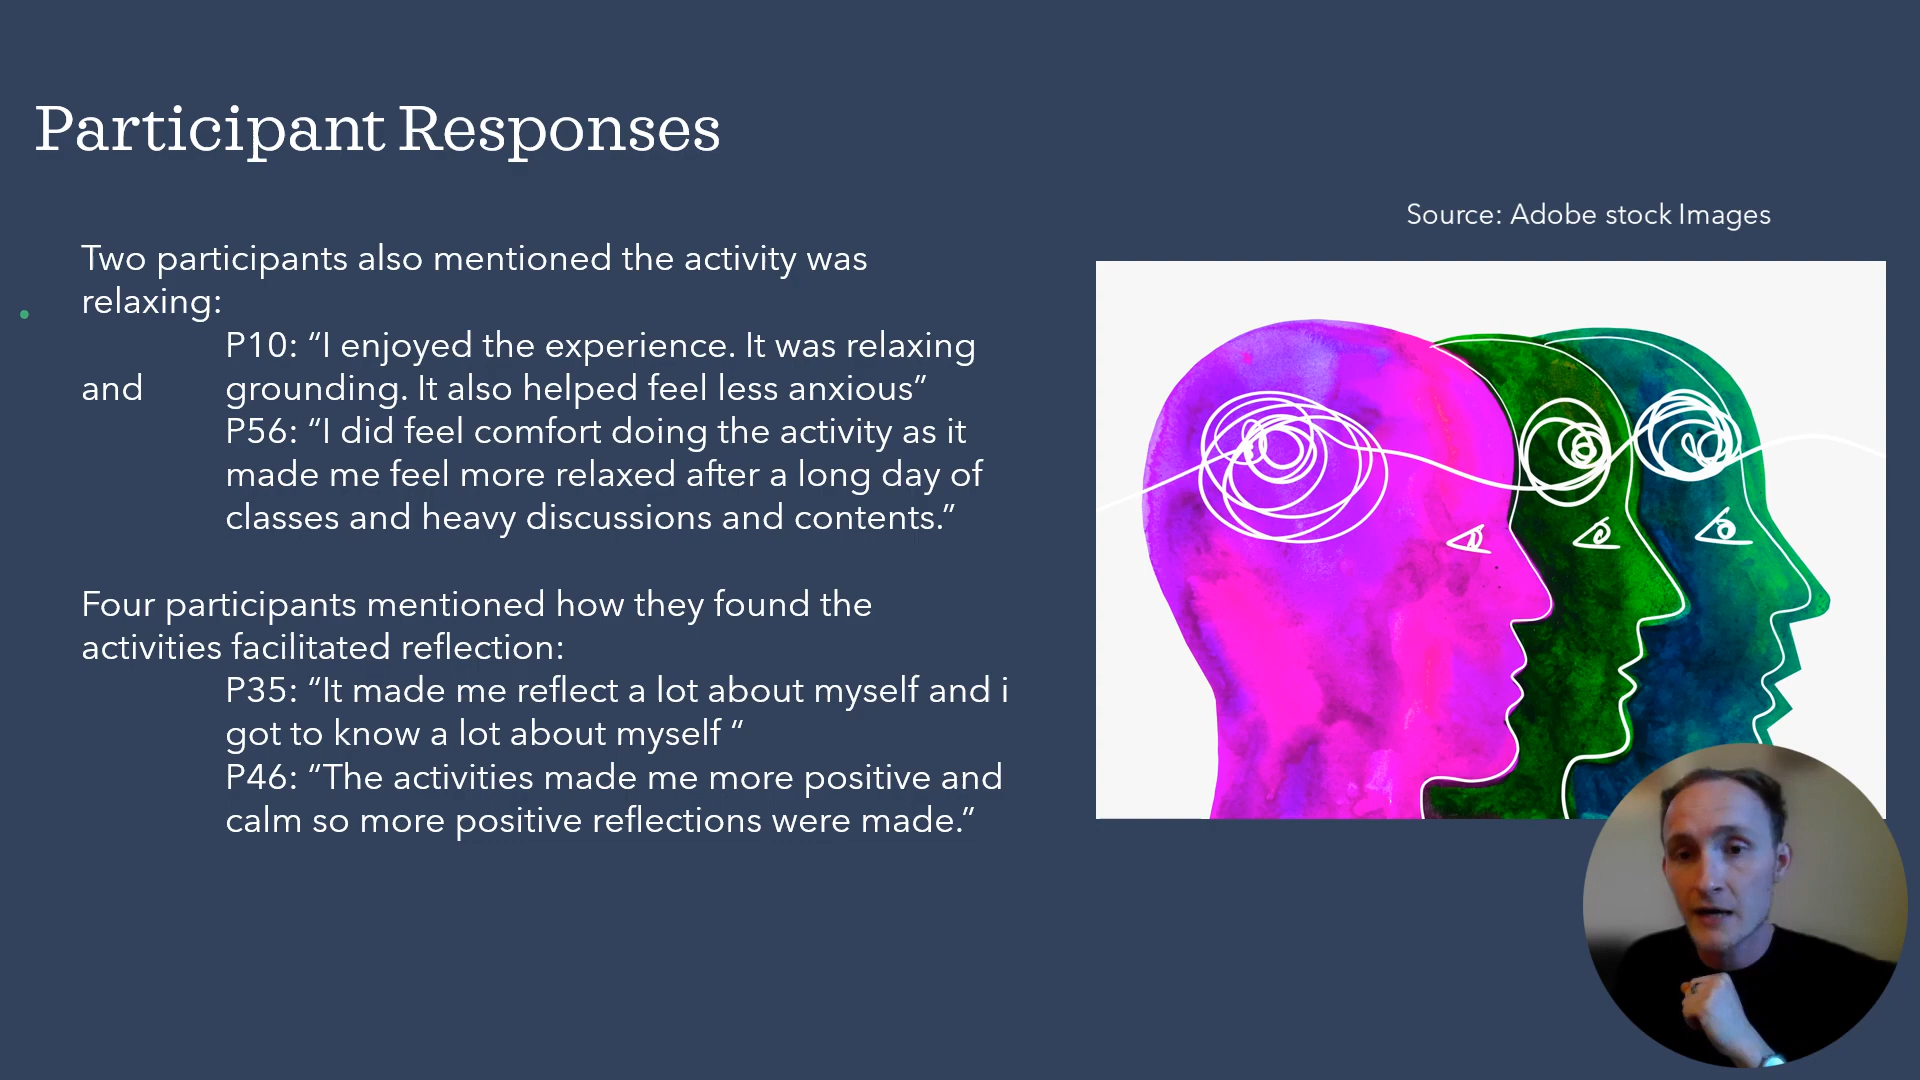 Participant Responses
Source: Adobe stock Images
Two participants also mentioned the activity was
relaxing:
P10: “I enjoyed the experience. It was relaxing
and grounding. It also helped feel less anxious”
P56: “I did feel comfort doing the activity as it
made me feel more relaxed after a long day of
classes and heavy discussions and contents.”
Four participants mentioned how they found the
activities facilitated reflection:
P35: “It made me reflect a lot about myself and i
got to know a lot about myself “
P46: “The activities made me more positive and
calm so more positive reflections were made.”